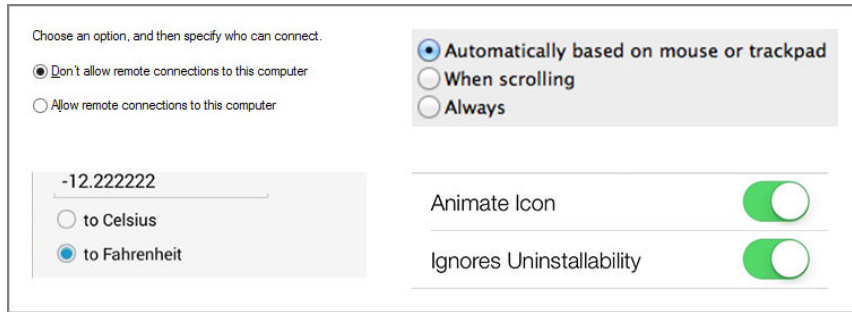 Choose an option, and then specify who can connect.
Don't allow remote connections to this computer
Allow remote connections to this computer
Automatically based on mouse or trackpad
When scrolling
Always
-12.222222
to Celsius
to Fahrenheit
Animate Icon
Ignores Uninstallability